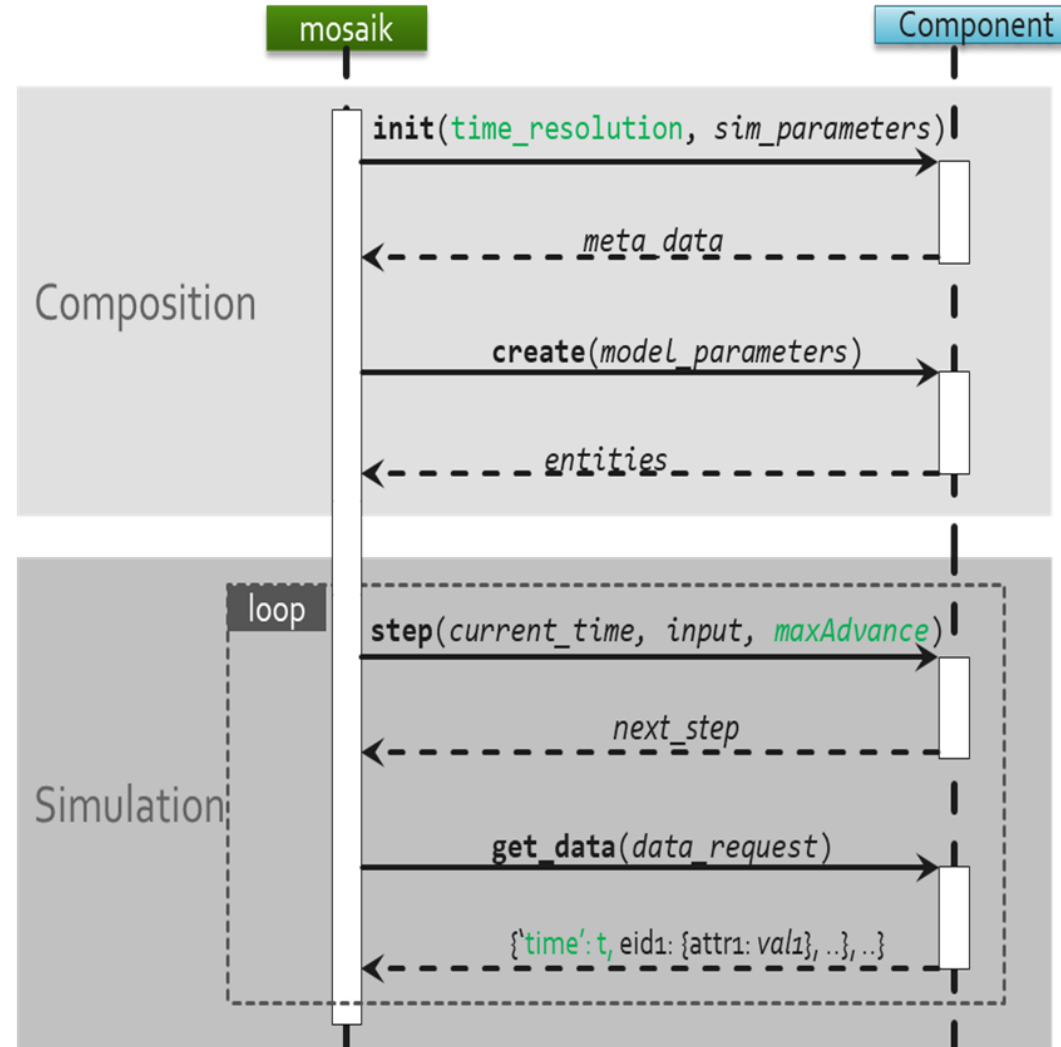 mosaik
Component
init(time_resolution, sim_parameters)
meta_data
Composition
create(model_parameters)
entities
loop
step(current_time, input, maxAdvance)
next_step
Simulation
get_data(data_request)
{‘time’: t, eid1: {attr1: val1}, ..}, ..}